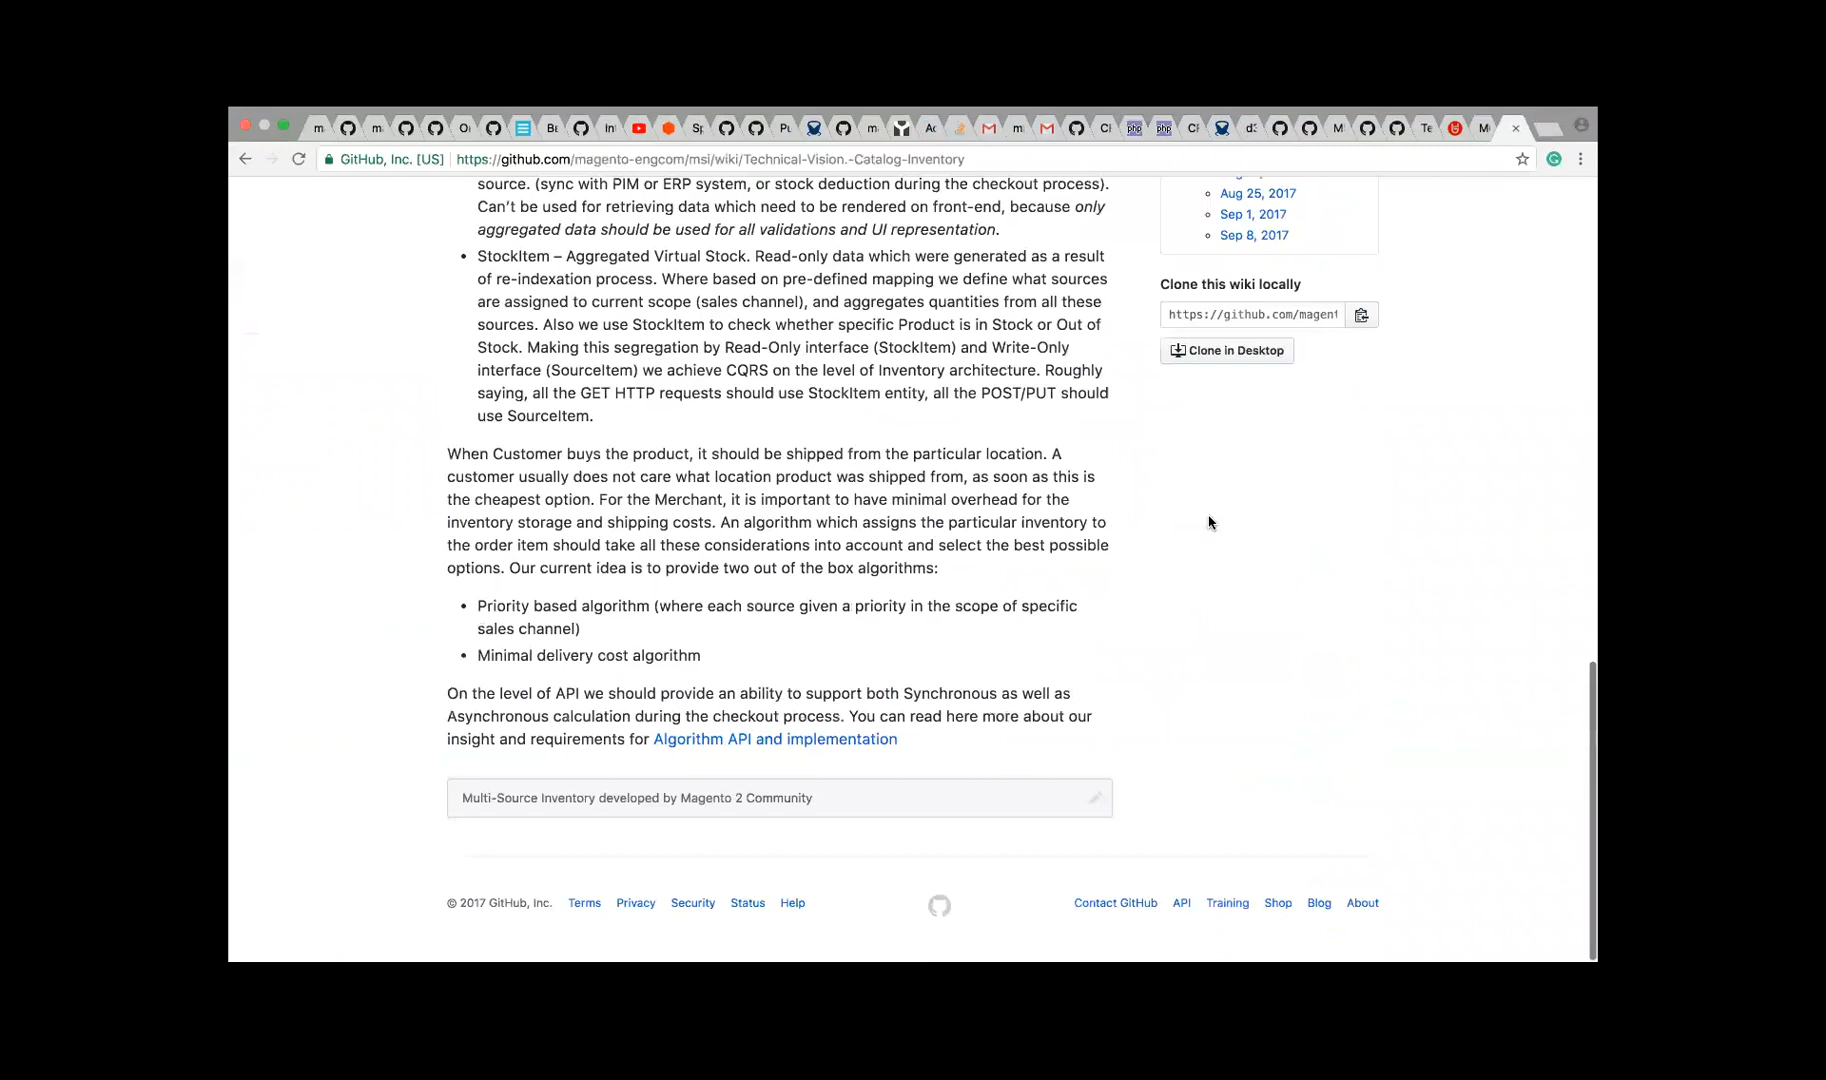 m
m
O
Be
In
Sp
Pu
m
Ac
m
Cl
php
php
Cl
d:
M
Te
M
GitHub, Inc. [US]
https://github.com/magento-engcom/msi/wiki/Technical-Vision.-Catalog-Inventory
source. (sync with PIM or ERP system, or stock deduction during the checkout process).
Can't be used for retrieving data which need to be rendered on front-end, because only
aggregated data should be used for all validations and UI representation.
• StockItem – Aggregated Virtual Stock. Read-only data which were generated as a result
of re-indexation process. Where based on pre-defined mapping we define what sources
are assigned to current scope (sales channel), and aggregates quantities from all these
sources. Also we use StockItem to check whether specific Product is in Stock or Out of
Stock. Making this segregation by Read-Only interface (StockItem) and Write-Only
interface (SourceItem) we achieve CQRS on the level of Inventory architecture. Roughly
saying, all the GET HTTP requests should use StockItem entity, all the POST/PUT should
use SourceItem.
When Customer buys the product, it should be shipped from the particular location. A
customer usually does not care what location product was shipped from, as soon as this is
the cheapest option. For the Merchant, it is important to have minimal overhead for the
inventory storage and shipping costs. An algorithm which assigns the particular inventory to
the order item should take all these considerations into account and select the best possible
options. Our current idea is to provide two out of the box algorithms:
• Priority based algorithm (where each source given a priority in the scope of specific
sales channel)
• Minimal delivery cost algorithm
On the level of API we should provide an ability to support both Synchronous as well as
Asynchronous calculation during the checkout process. You can read here more about our
insight and requirements for Algorithm API and implementation
Multi-Source Inventory developed by Magento 2 Community
Aug 25, 2017
Sep 1, 2017
Sep 8, 2017
Clone this wiki locally
https://github.com/magent
Clone in Desktop
© 2017 GitHub, Inc.
Terms
Privacy
Security
Status
Help
Contact GitHub
API
Training
Shop
Blog
About